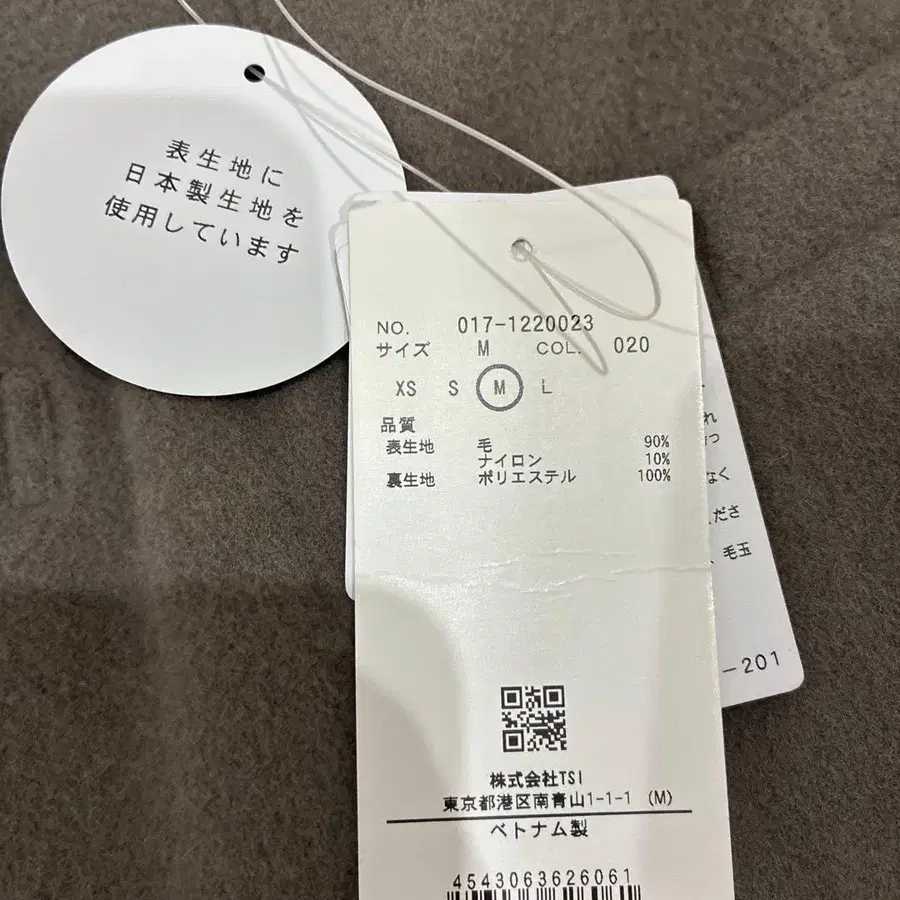 表生地に
日本製生地を
使用しています
NO. 017-1220023
サイズ M COL. 020
XS S M L
品質
表生地 毛 90%
ナイロン 10%
裏生地 ポリエステル 100%
株式会社TSI
東京都港区南青山1-1-1 (M)
ベトナム製
4543063626061
れ
っ
なく
ださ
毛玉
-201